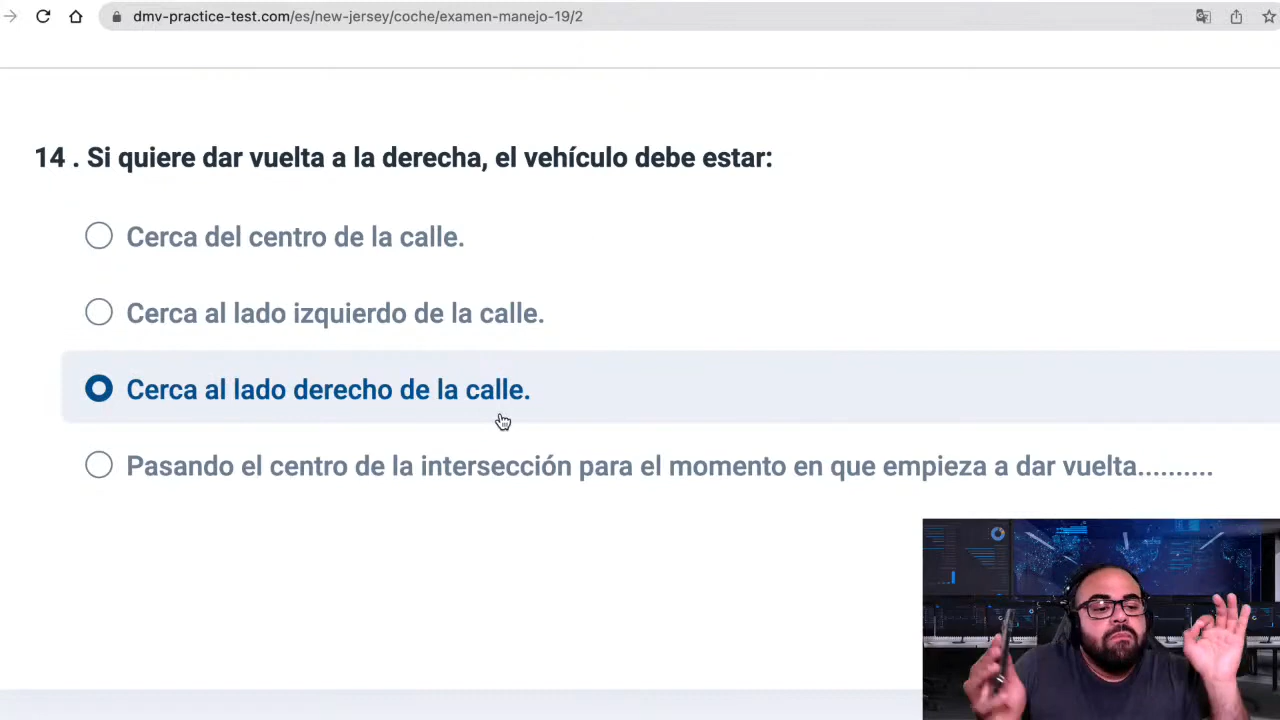 dmv-practice-test.com/es/new-jersey/coche/examen-manejo-19/2
14 . Si quiere dar vuelta a la derecha, el vehículo debe estar:
Cerca del centro de la calle.
Cerca al lado izquierdo de la calle.
Cerca al lado derecho de la calle.
Pasando el centro de la intersección para el momento en que empieza a dar vuelta..........